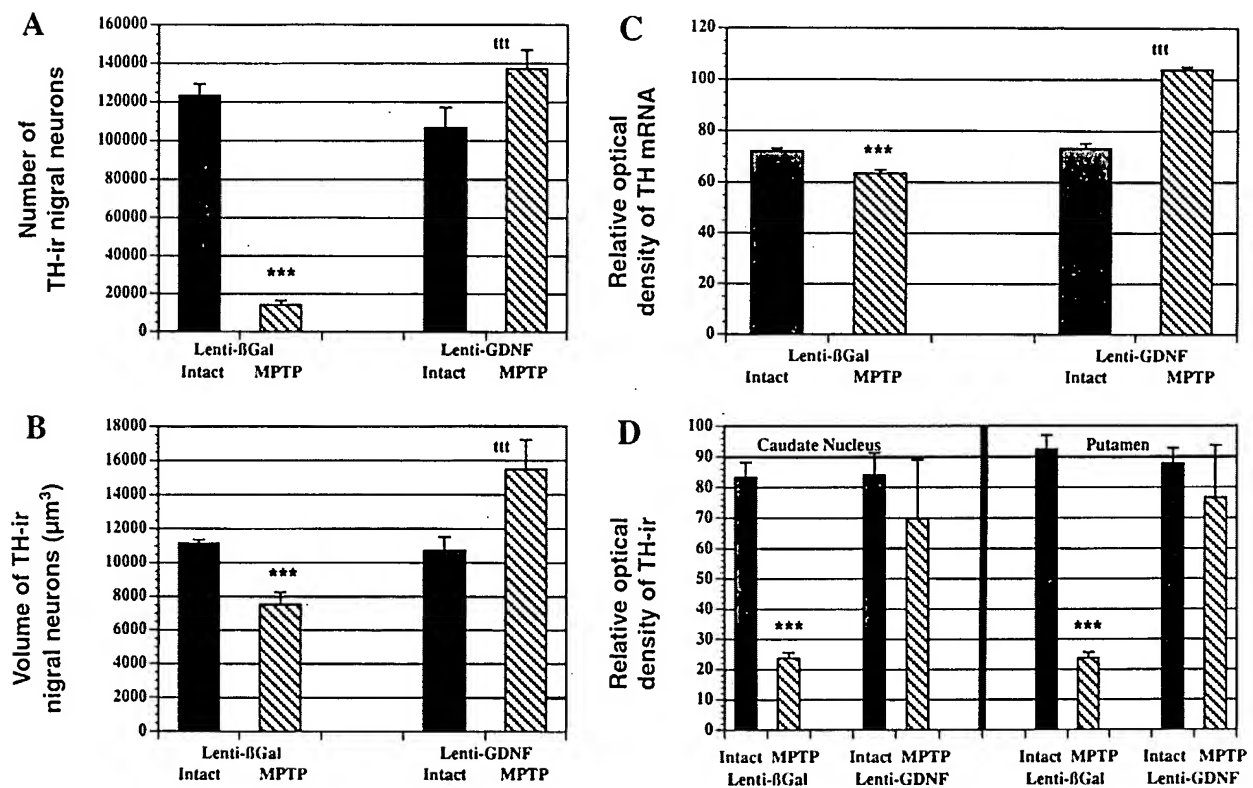 A
Number of
TH-ir nigral neurons
160000
140000
120000
100000
80000
60000
40000
20000
0
***
ttt
Lenti-ßGal
Lenti-GDNF
Intact MPTP
Intact MPTP
B
Volume of TH-ir
nigral neurons (µm³)
18000
16000
14000
12000
10000
8000
6000
4000
2000
0
***
ttt
Lenti-ßGal
Lenti-GDNF
Intact MPTP
Intact MPTP
C
Relative optical
density of TH mRNA
120
100
80
60
40
20
0
***
ttt
Lenti-ßGal
Lenti-GDNF
Intact MPTP
Intact MPTP
D
Relative optical
density of TH-ir
100
90
80
70
60
50
40
30
20
10
0
Caudate Nucleus
Putamen
***
***
Intact MPTP
Intact MPTP
Intact MPTP
Intact MPTP
Lenti-ßGal
Lenti-GDNF
Lenti-ßGal
Lenti-GDNF